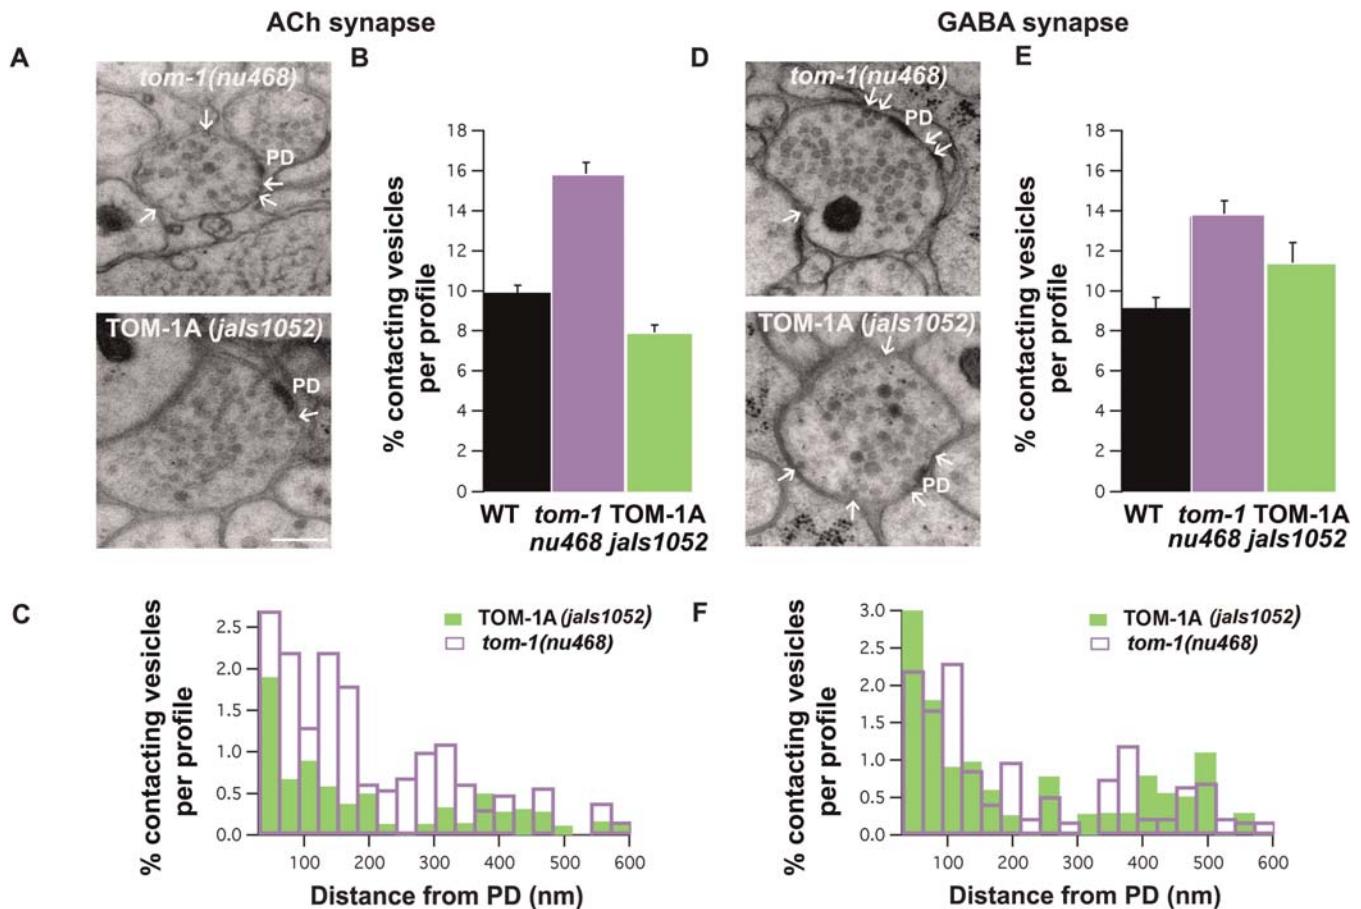 ACh synapse
GABA synapse
A
tom-1(nu468)
PD
TOM-1A (jals1052)
PD
B
% contacting vesicles
per profile
18
16
14
12
10
8
6
4
2
0
WT tom-1 TOM-1A
nu468 jals1052
D
tom-1(nu468)
PD
TOM-1A (jals1052)
PD
E
% contacting vesicles
per profile
18
16
14
12
10
8
6
4
2
0
WT tom-1 TOM-1A
nu468 jals1052
C
% contacting vesicles
per profile
2.5
2.0
1.5
1.0
0.5
0.0
TOM-1A (jals1052)
tom-1(nu468)
100 200 300 400 500 600
Distance from PD (nm)
F
% contacting vesicles
per profile
3.0
2.5
2.0
1.5
1.0
0.5
0.0
TOM-1A (jals1052)
tom-1(nu468)
100 200 300 400 500 600
Distance from PD (nm)